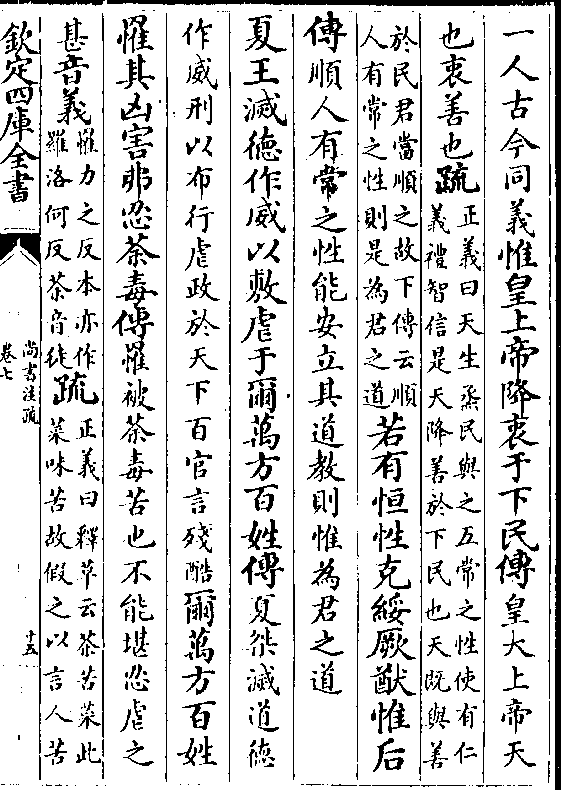 一人古今同義惟皇上帝降衷于下民傳皇大上帝天
也衷善也疏正義曰天生烝民與之五常之性使有仁
義禮智信是天降善於下民也天既與善
於民君當順之故下傳云順
人有常之性則是為君之道若有恒性克綏厥猷惟后
傳順人有常之性能安立其道教則惟為君之道
夏王滅德作威以敷虐于爾萬方百姓傳夏桀滅道德
作威刑以布行虐政於天下百官言殘酷爾萬方百姓
罹其凶害弗忍荼毒傳罹被荼毒苦也不能堪忍虐之
甚音義罹力之反本亦作
羅洛何反荼音徒疏正義曰釋草云荼苦菜此
菜味苦故假之以言人苦
欽定四庫全書
尚書注疏
卷七
十五